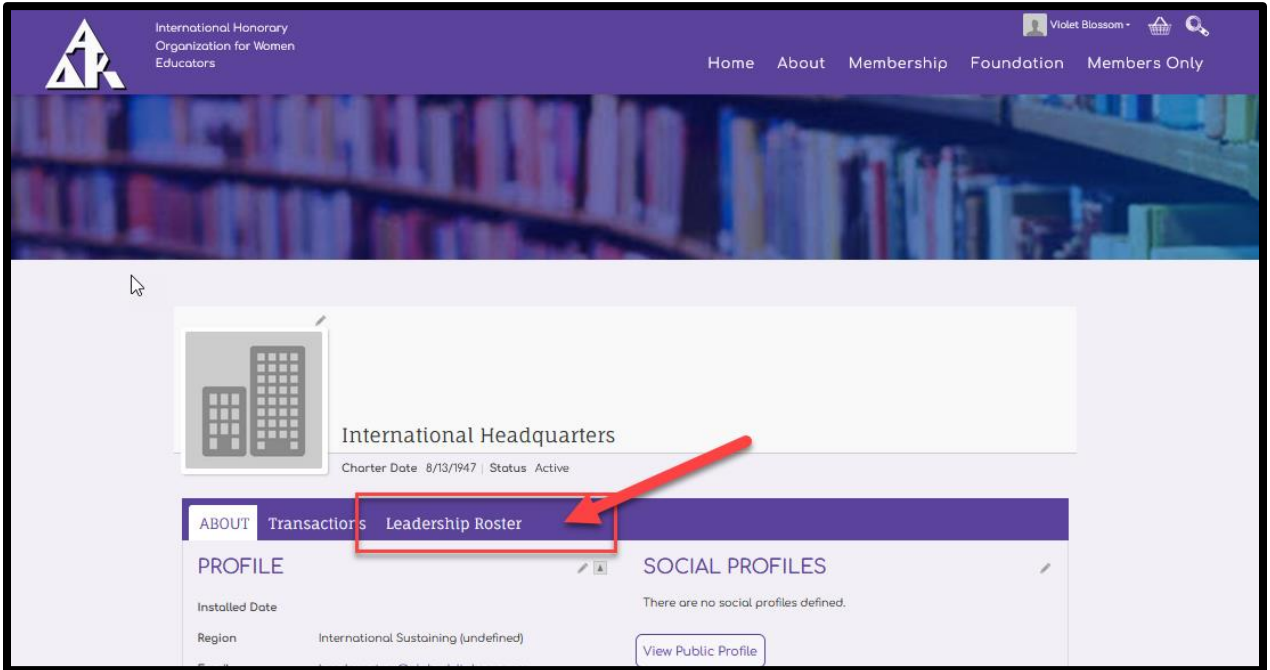 ΑΔΚ
International Honorary
Organization for Women
Educators
Violet Blossom
Home About Membership Foundation Members Only
International Headquarters
Charter Date 8/13/1947 | Status Active
ABOUT Transactions Leadership Roster
PROFILE
SOCIAL PROFILES
Installed Date
There are no social profiles defined.
Region International Sustaining (undefined)
View Public Profile